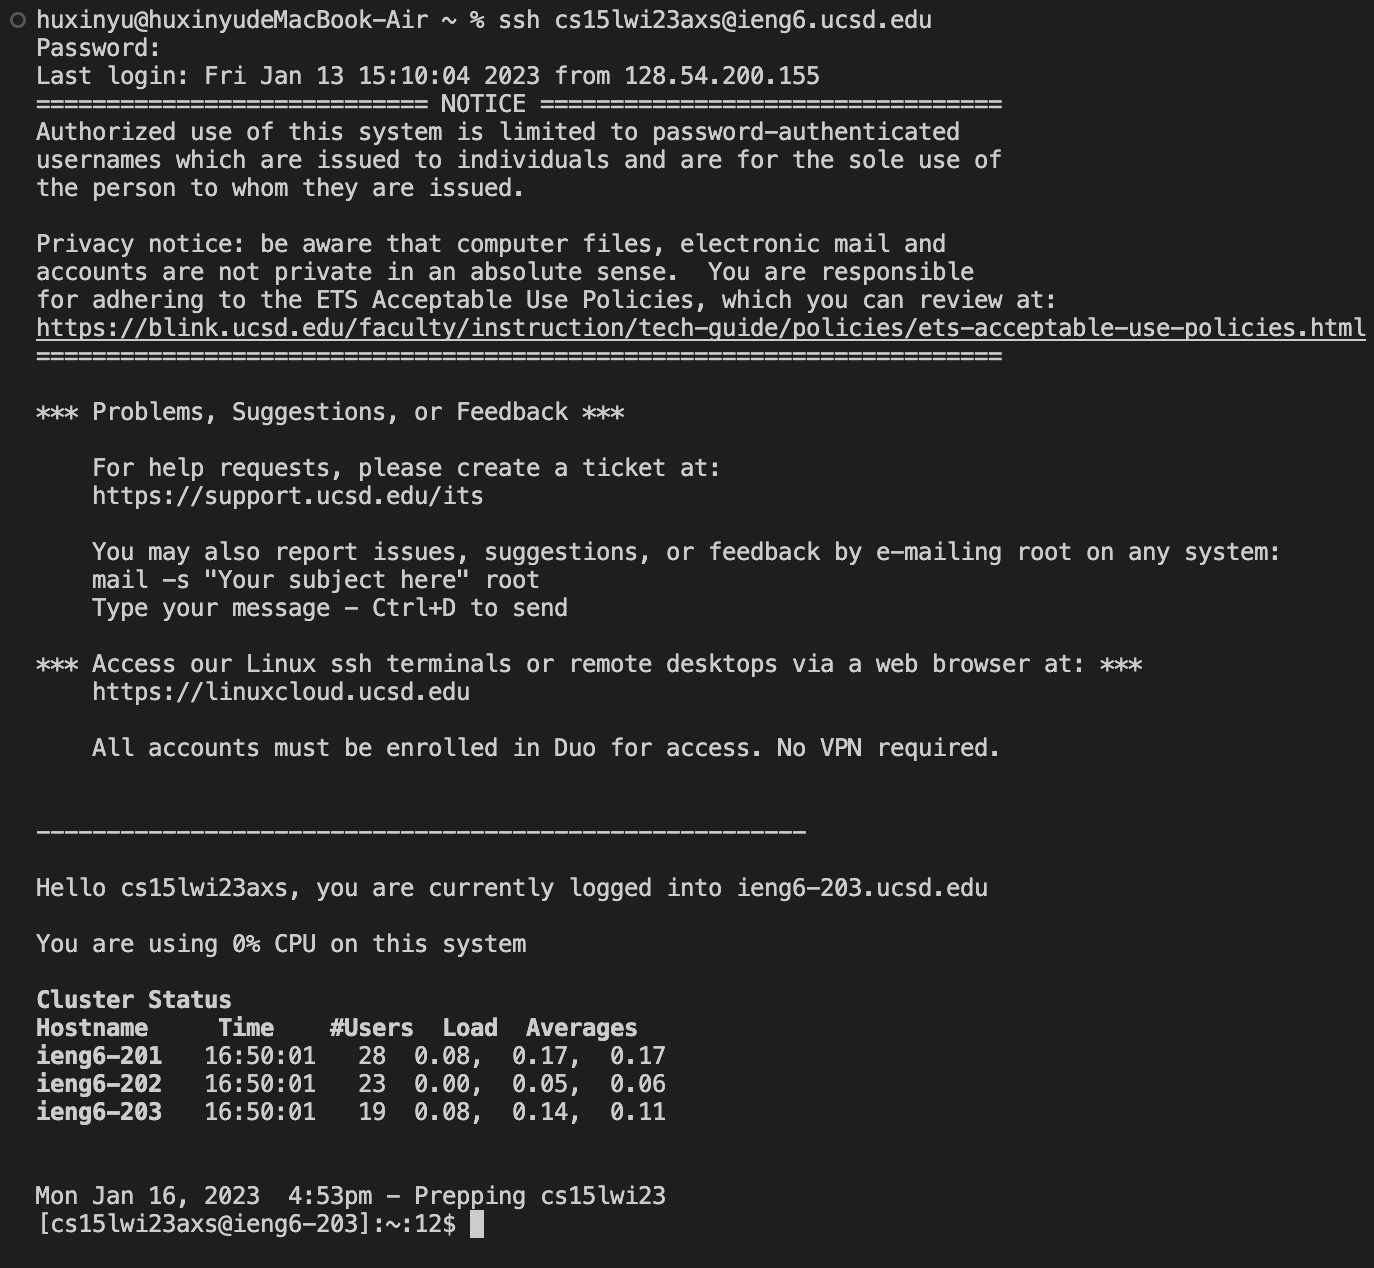 huxinyu@huxinyudeMacBook-Air ~ % ssh cs15lwi23axs@ieng6.ucsd.edu
Password:
Last login: Fri Jan 13 15:10:04 2023 from 128.54.200.155
============================ NOTICE =================================
Authorized use of this system is limited to password-authenticated
usernames which are issued to individuals and are for the sole use of
the person to whom they are issued.

Privacy notice: be aware that computer files, electronic mail and
accounts are not private in an absolute sense.  You are responsible
for adhering to the ETS Acceptable Use Policies, which you can review at:
https://blink.ucsd.edu/faculty/instruction/tech-guide/policies/ets-acceptable-use-policies.html
=====================================================================

*** Problems, Suggestions, or Feedback ***

    For help requests, please create a ticket at:
    https://support.ucsd.edu/its

    You may also report issues, suggestions, or feedback by e-mailing root on any system:
    mail -s "Your subject here" root
    Type your message - Ctrl+D to send

*** Access our Linux ssh terminals or remote desktops via a web browser at: ***
    https://linuxcloud.ucsd.edu

    All accounts must be enrolled in Duo for access. No VPN required.


-------------------------------------------------------

Hello cs15lwi23axs, you are currently logged into ieng6-203.ucsd.edu

You are using 0% CPU on this system

Cluster Status
Hostname     Time    #Users  Load  Averages
ieng6-201   16:50:01   28  0.08,  0.17,  0.17
ieng6-202   16:50:01   23  0.00,  0.05,  0.06
ieng6-203   16:50:01   19  0.08,  0.14,  0.11


Mon Jan 16, 2023  4:53pm - Prepping cs15lwi23
[cs15lwi23axs@ieng6-203]:~:12$